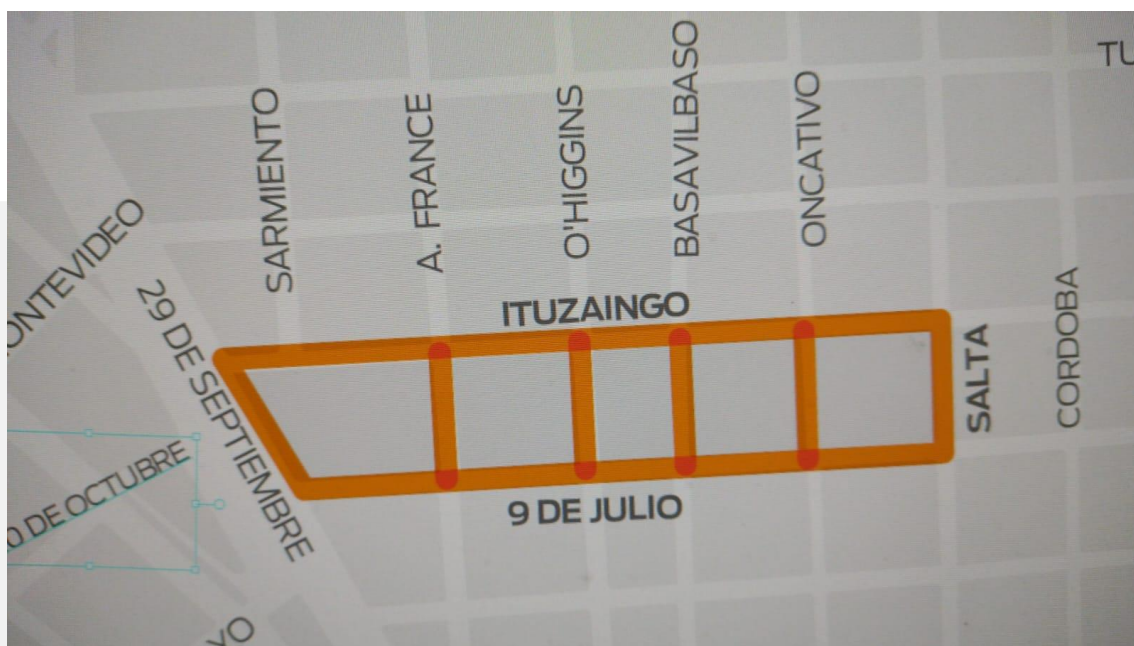 TU
SARMIENTO
A. FRANCE
O'HIGGINS
BASAVILBASO
ONCATIVO
ONTEVIDEO
29 DE SEPTIEMBRE
ITUZAINGO
SALTA
CORDOBA
0 DE OCTUBRE
9 DE JULIO
VO